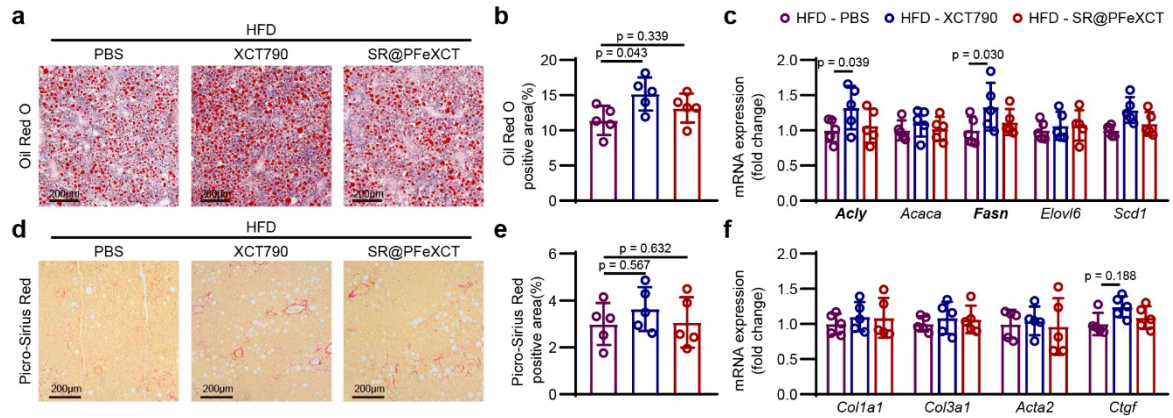 a
HFD
PBS
XCT790
SR@PFeXCT
Oil Red O
200μm
200μm
200μm
b
p = 0.339
p = 0.043
Oil Red O
positive area(%)
20
15
10
5
0
c
HFD - PBS
HFD - XCT790
HFD - SR@PFeXCT
p = 0.039
p = 0.030
mRNA expression
(fold change)
2.0
1.5
1.0
0.5
0.0
Acly
Acaca
Fasn
Elovl6
Scd1
d
HFD
PBS
XCT790
SR@PFeXCT
Picro-Sirius Red
200μm
200μm
200μm
e
p = 0.632
p = 0.567
Picro-Sirius Red
positive area(%)
6
4
2
0
f
p = 0.188
mRNA expression
(fold change)
2.0
1.5
1.0
0.5
0.0
Col1a1
Col3a1
Acta2
Ctgf